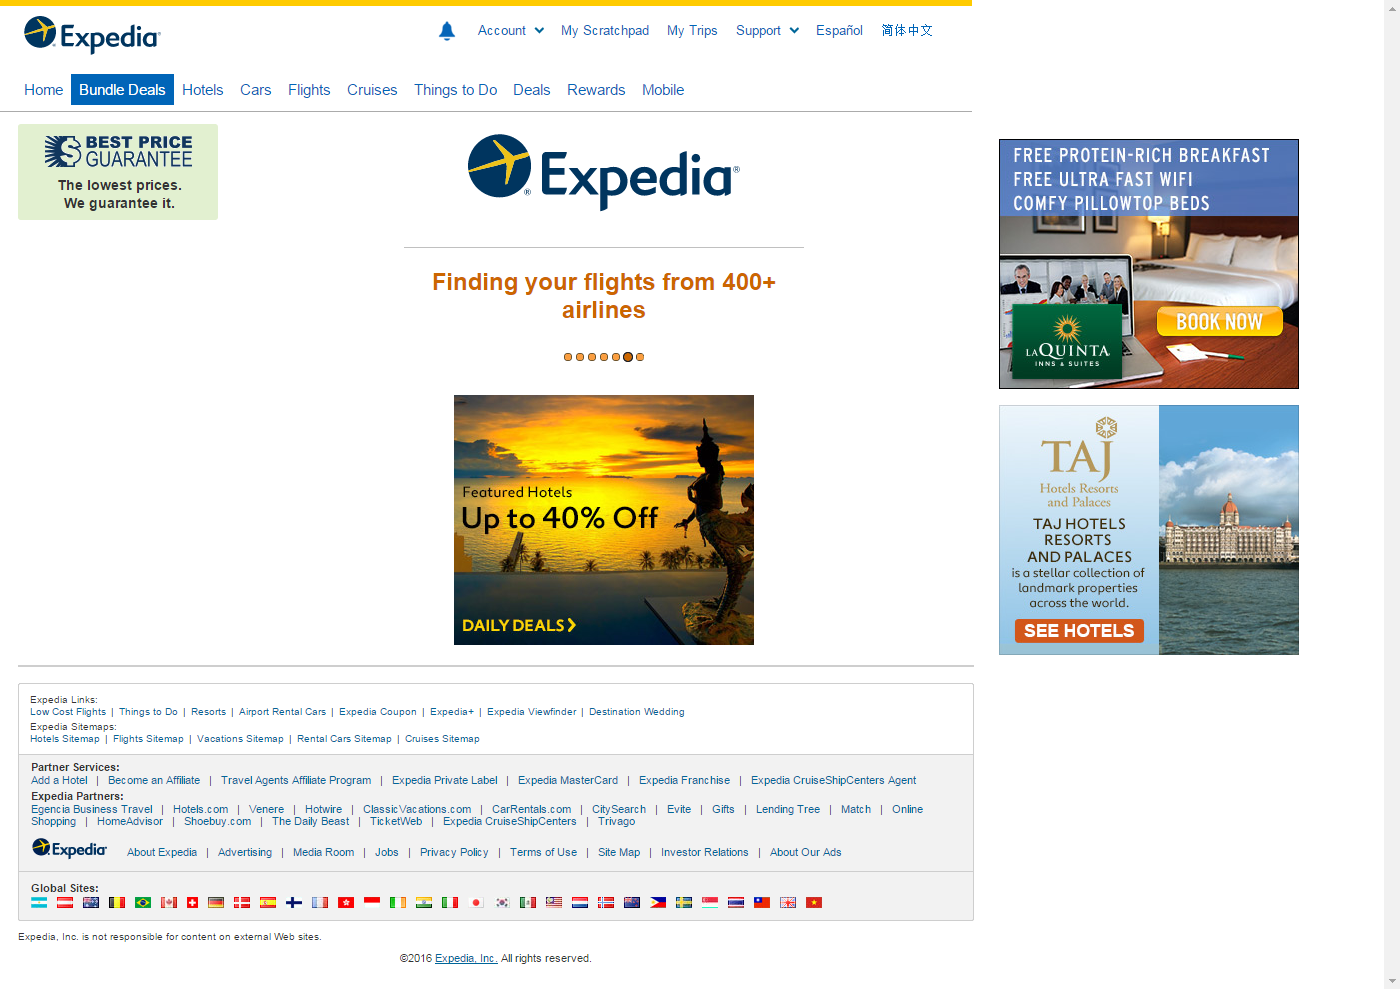 Expedia
Account My Scratchpad My Trips Support Español 简体中文
Home Bundle Deals Hotels Cars Flights Cruises Things to Do Deals Rewards Mobile
BEST PRICE
GUARANTEE
The lowest prices.
We guarantee it.
Expedia®
Finding your flights from 400+
airlines
Featured Hotels
Up to 40% Off
DAILY DEALS
FREE PROTEIN-RICH BREAKFAST
FREE ULTRA FAST WIFI
COMFY PILLOWTOP BEDS
BOOK NOW
LAQUINTA
INNS & SUITES
TAJ
Hotels Resorts
and Palaces
TAJ HOTELS
RESORTS
AND PALACES
is a stellar collection of
landmark properties
across the world.
SEE HOTELS
Expedia Links:
Low Cost Flights | Things to Do | Resorts | Airport Rental Cars | Expedia Coupon | Expedia+ | Expedia Viewfinder | Destination Wedding
Expedia Sitemaps:
Hotels Sitemap | Flights Sitemap | Vacations Sitemap | Rental Cars Sitemap | Cruises Sitemap
Partner Services:
Add a Hotel | Become an Affiliate | Travel Agents Affiliate Program | Expedia Private Label | Expedia MasterCard | Expedia Franchise | Expedia CruiseShipCenters Agent
Expedia Partners:
Egencia Business Travel | Hotels.com | Venere | Hotwire | ClassicVacations.com | CarRentals.com | CitySearch | Evite | Gifts | Lending Tree | Match | Online
Shopping | HomeAdvisor | Shoebuy.com | The Daily Beast | TicketWeb | Expedia CruiseShipCenters | Trivago
Expedia About Expedia | Advertising | Media Room | Jobs | Privacy Policy | Terms of Use | Site Map | Investor Relations | About Our Ads
Global Sites:
Expedia, Inc. is not responsible for content on external Web sites.
©2016 Expedia, Inc. All rights reserved.